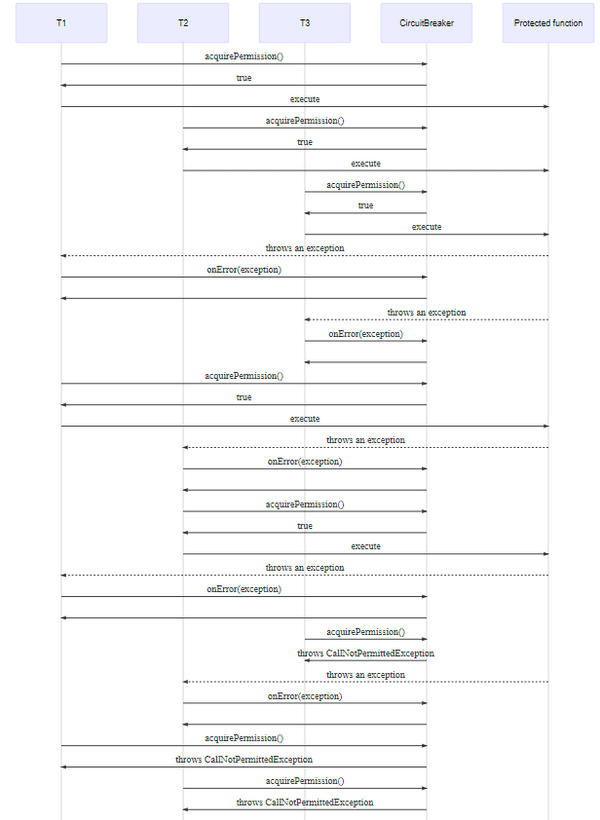 T1
T2
T3
CircuitBreaker
Protected function
acquirePermission()
true
execute
acquirePermission()
true
execute
acquirePermission()
true
execute
throws an exception
onError(exception)
throws an exception
onError(exception)
acquirePermission()
true
execute
throws an exception
onError(exception)
acquirePermission()
true
execute
throws an exception
onError(exception)
acquirePermission()
throws CallNotPermittedException
throws an exception
onError(exception)
acquirePermission()
throws CallNotPermittedException
acquirePermission()
throws CallNotPermittedException